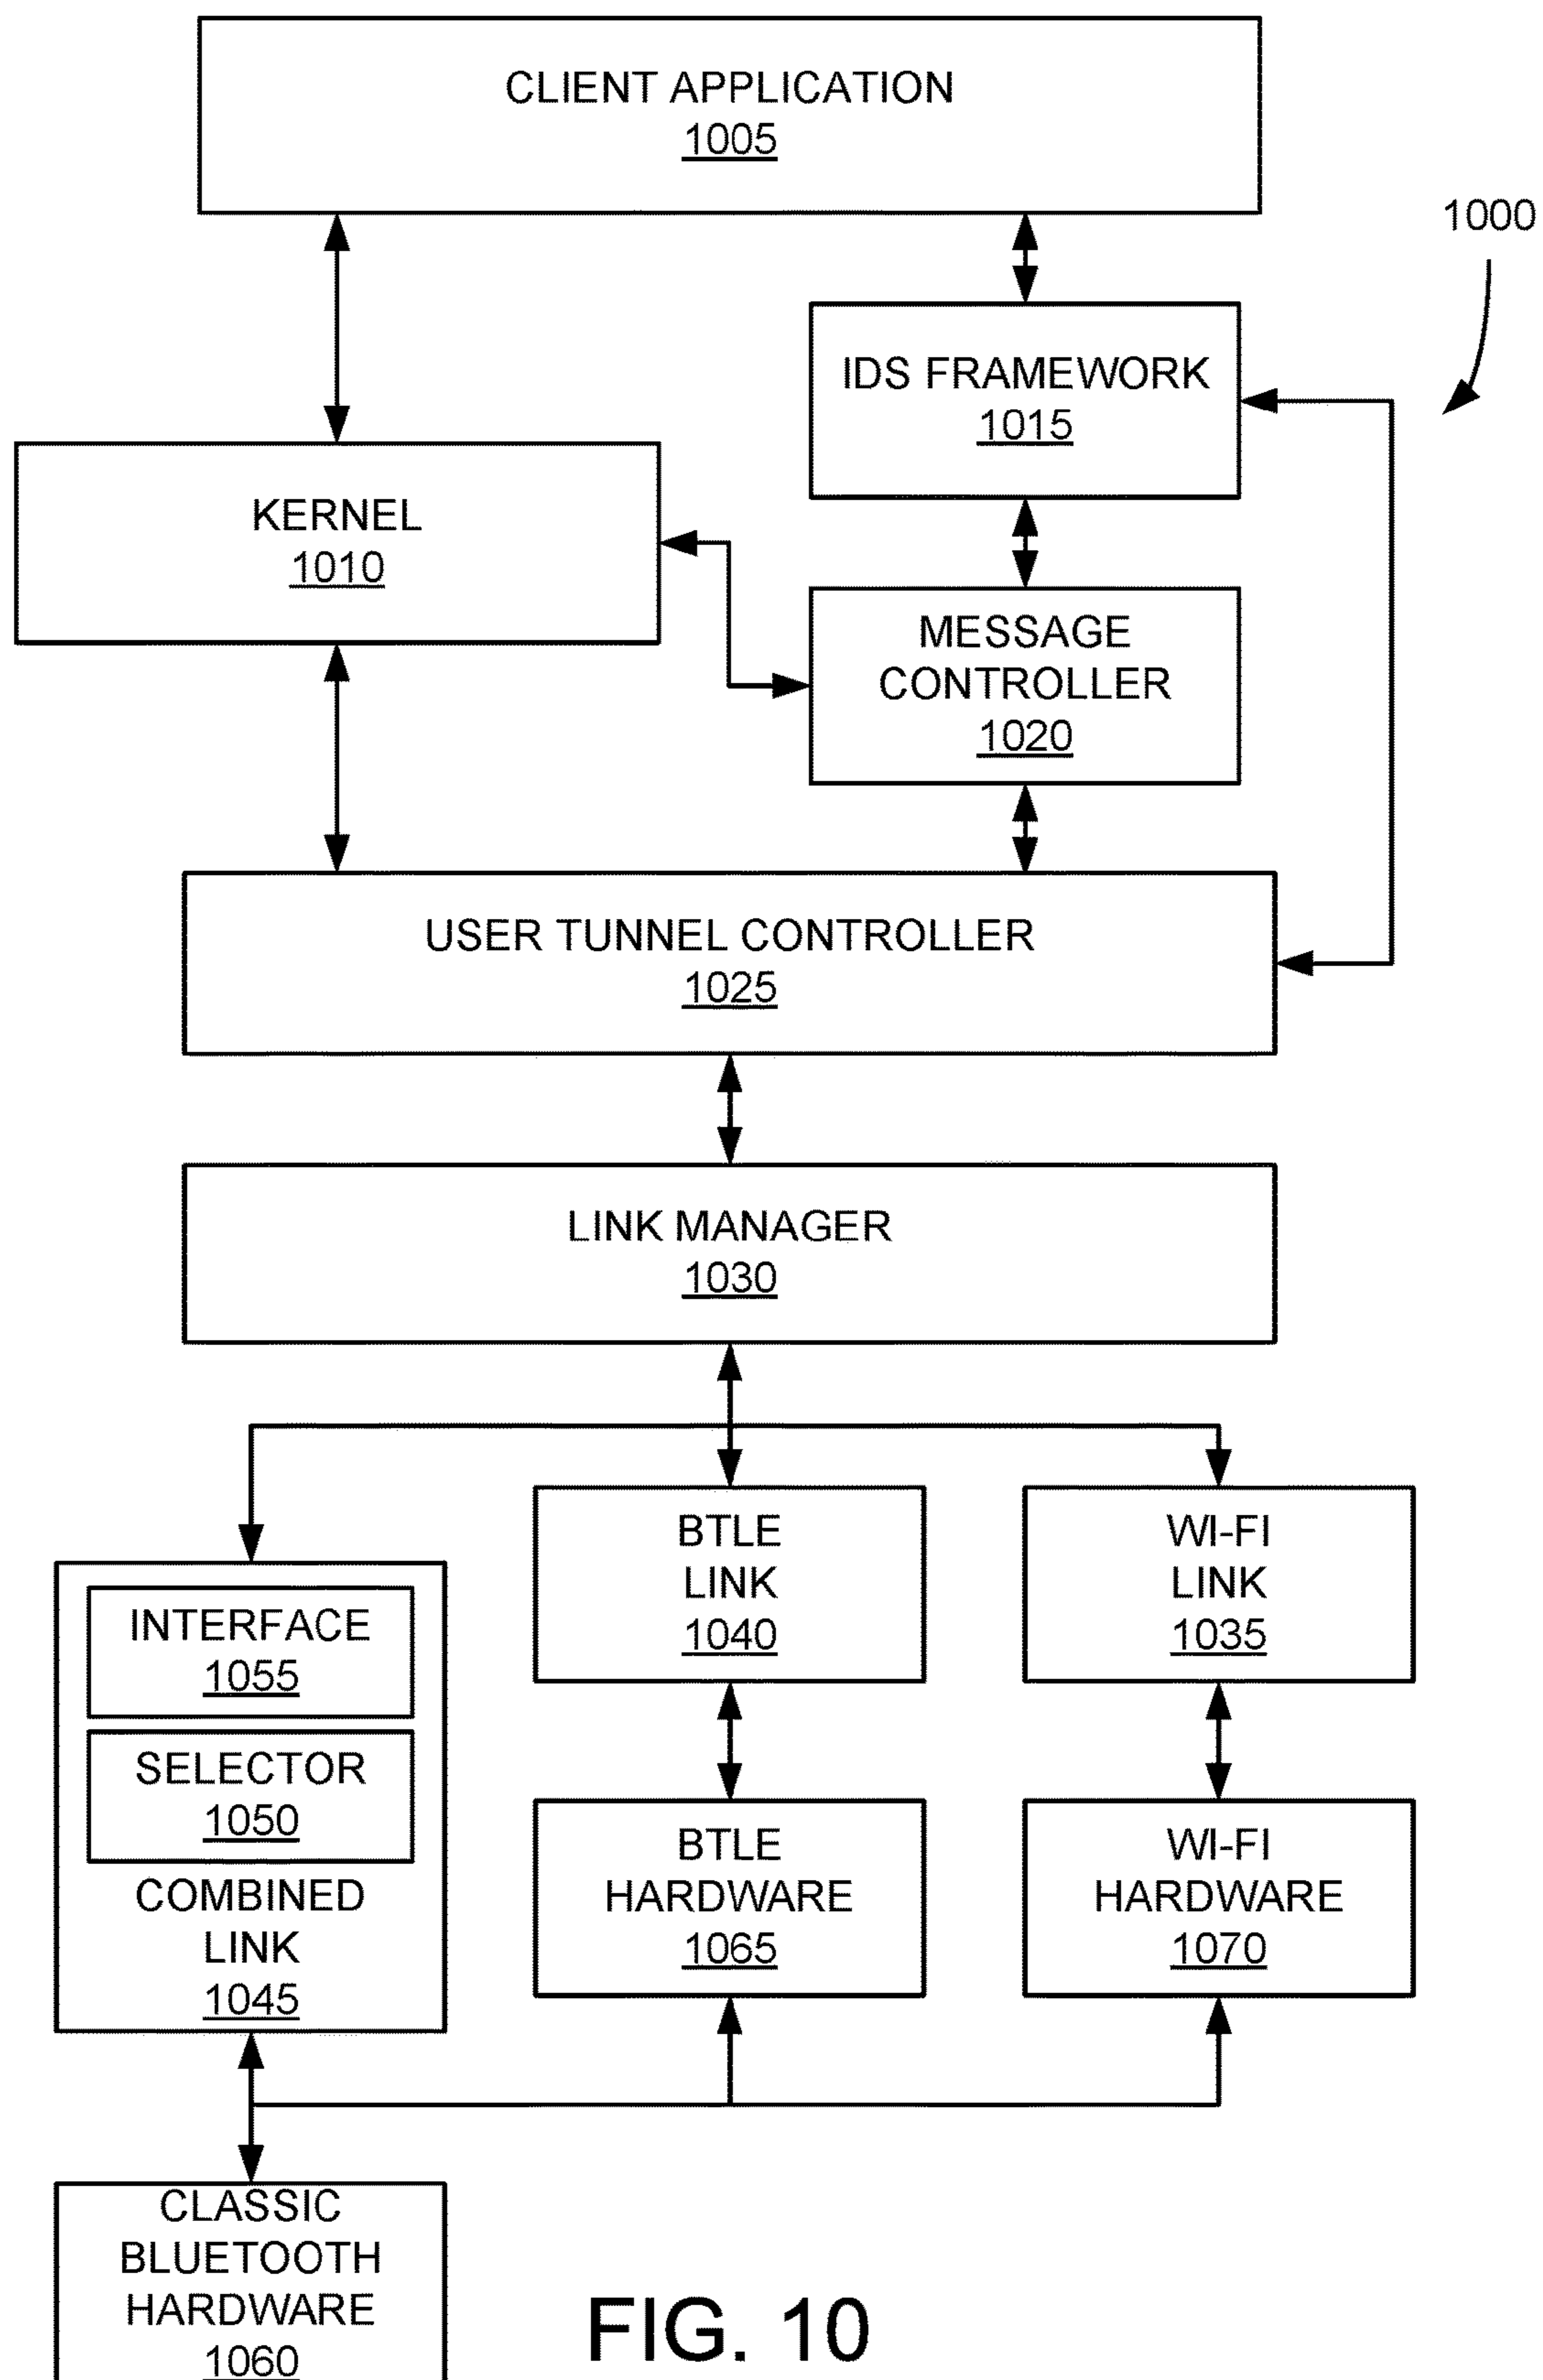 CLIENT APPLICATION
1005
1000
IDS FRAMEWORK
1015
KERNEL
1010
MESSAGE
CONTROLLER
1020
USER TUNNEL CONTROLLER
1025
LINK MANAGER
1030
INTERFACE
1055
SELECTOR
1050
COMBINED
LINK
1045
BTLE
LINK
1040
WI-FI
LINK
1035
BTLE
HARDWARE
1065
WI-FI
HARDWARE
1070
CLASSIC
BLUETOOTH
HARDWARE
1060
FIG. 10